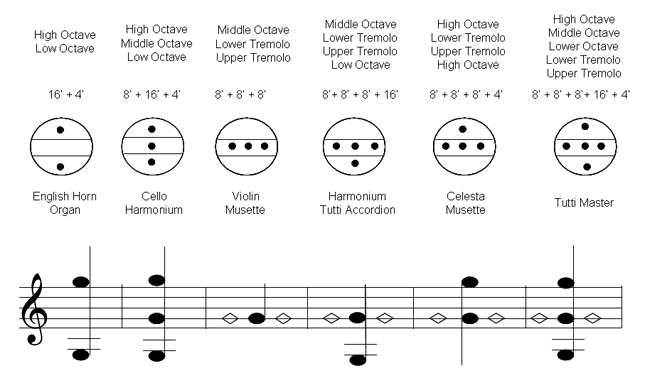 High Octave
Low Octave
16' + 4'
English Horn
Organ
High Octave
Middle Octave
Low Octave
8' + 16' + 4'
Cello
Harmonium
Middle Octave
Lower Tremolo
Upper Tremolo
8' + 8' + 8'
Violin
Musette
Middle Octave
Lower Tremolo
Upper Tremolo
Low Octave
8'+ 8' + 8' + 16'
Harmonium
Tutti Accordion
High Octave
Lower Tremolo
Upper Tremolo
High Octave
8' + 8' + 8' + 4'
Celesta
Musette
High Octave
Middle Octave
Lower Octave
Lower Tremolo
Upper Tremolo
8' + 8' + 8'+ 16' + 4'
Tutti Master